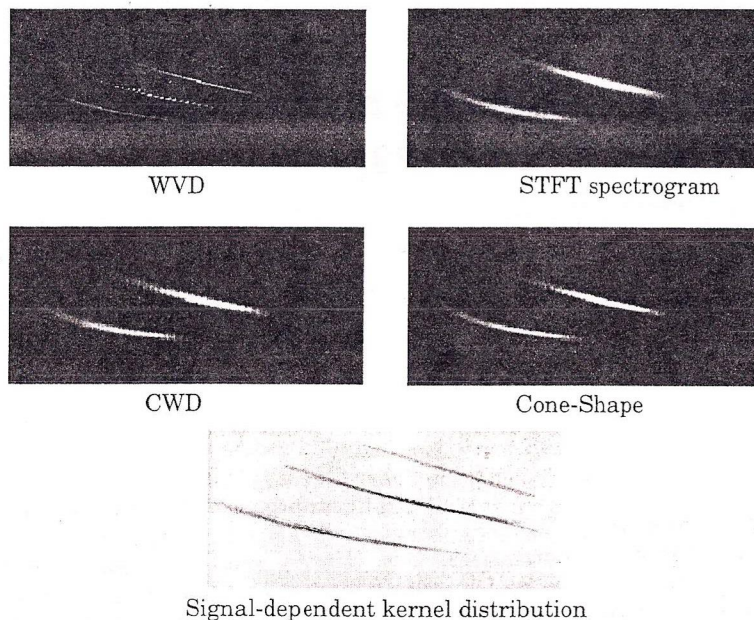 WVD
STFT spectrogram
CWD
Cone-Shape
Signal-dependent kernel distribution